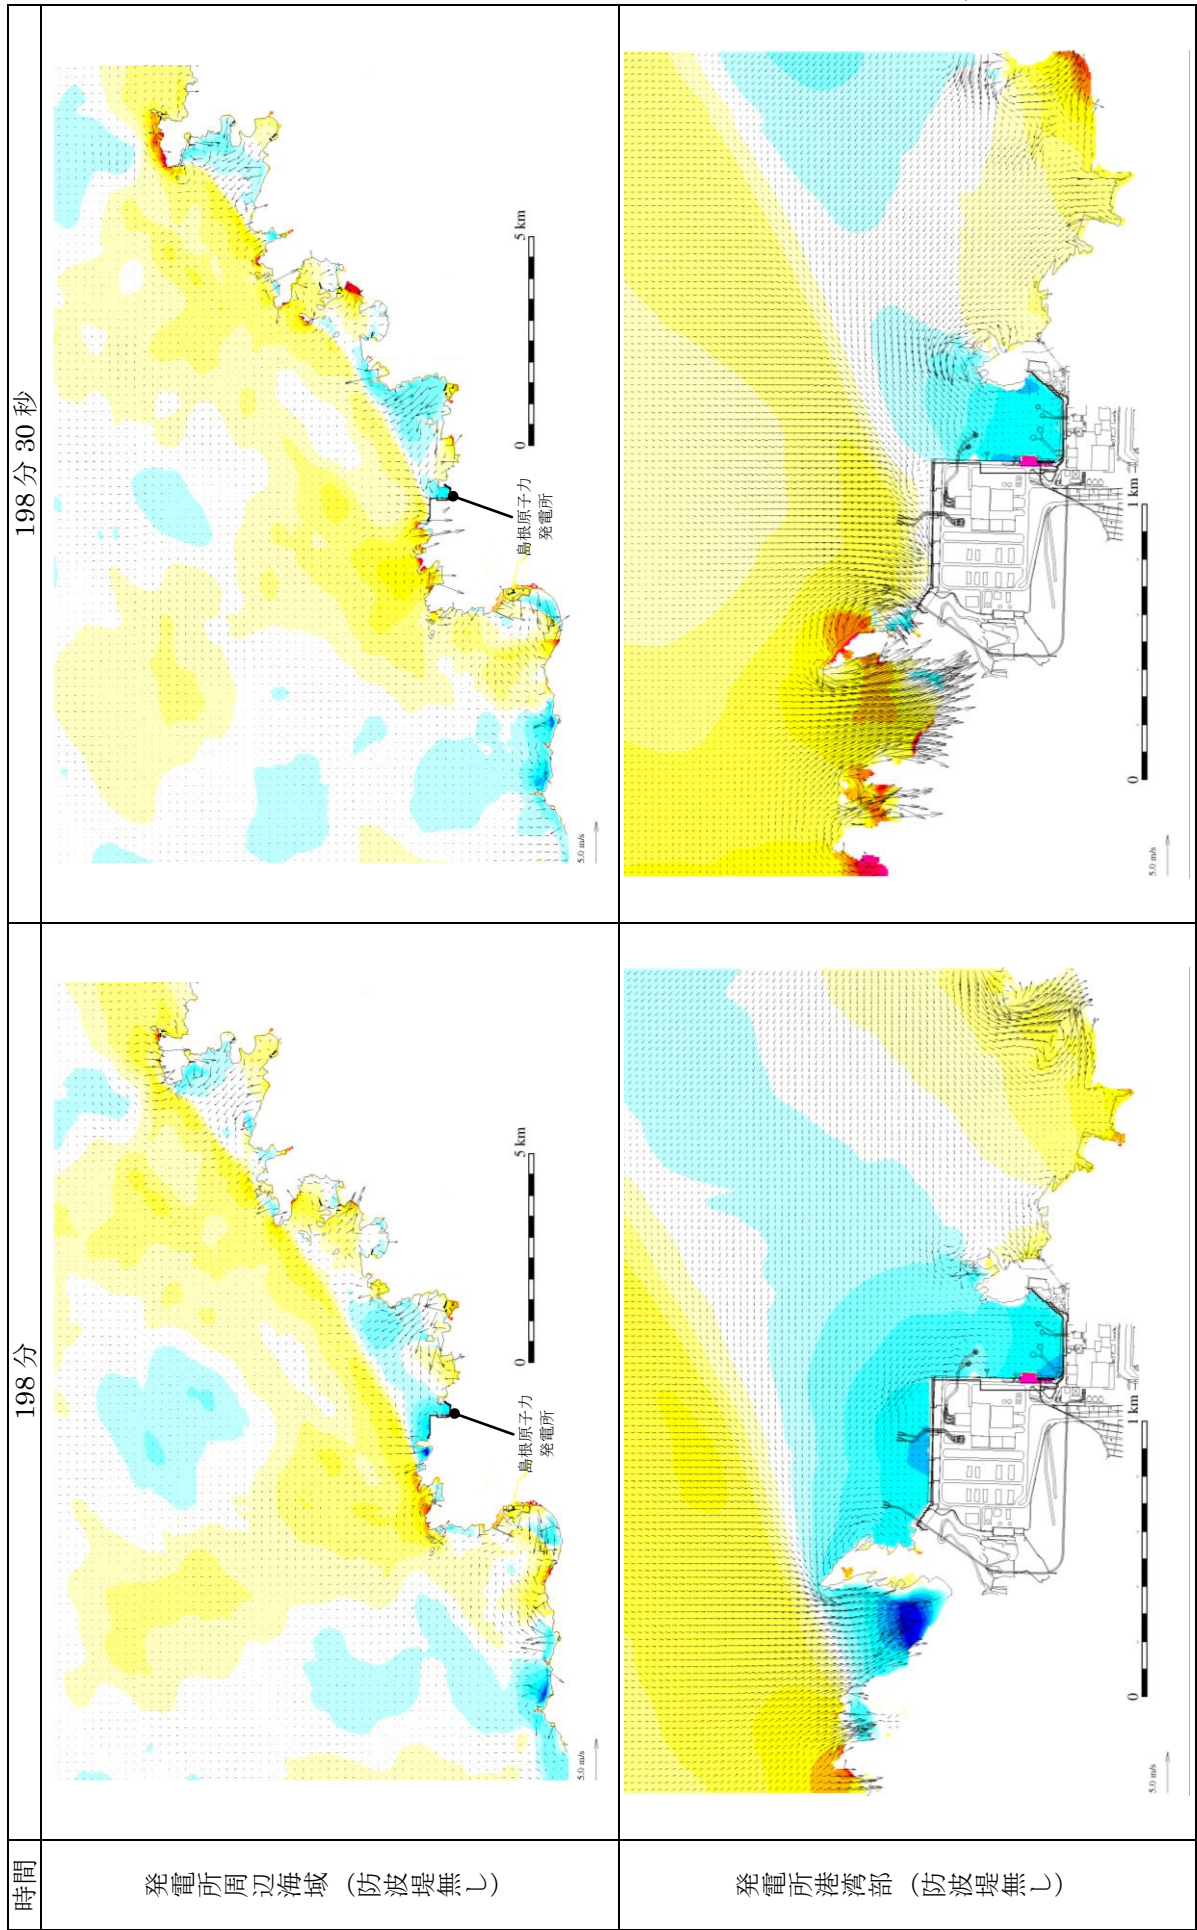 時間
198分
198分 30秒
発電所周辺海域（防波堤無し）
島根原子力
発電所
0
5 km
5.0 m/s
島根原子力
発電所
0
5 km
5.0 m/s
発電所港湾部（防波堤無し）
0
1 km
5.0 m/s
0
1 km
5.0 m/s